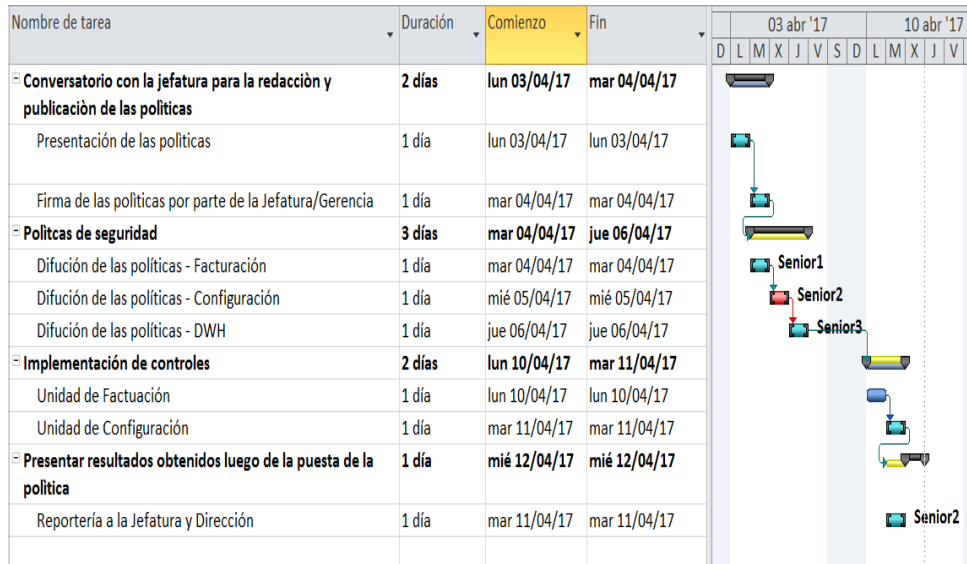 Nombre de tarea Duración Comienzo Fin 03 abr '17 10 abr '17
D L M X J V S D L M X J V
Conversatorio con la jefatura para la redacciòn y 2 días lun 03/04/17 mar 04/04/17
publicaciòn de las polìticas
Presentación de las polìticas 1 día lun 03/04/17 lun 03/04/17
Firma de las polìticas por parte de la Jefatura/Gerencia 1 día mar 04/04/17 mar 04/04/17
Polìtcas de seguridad 3 días mar 04/04/17 jue 06/04/17
Difución de las políticas - Facturación 1 día mar 04/04/17 mar 04/04/17 Senior1
Difución de las políticas - Configuración 1 día mié 05/04/17 mié 05/04/17 Senior2
Difución de las políticas - DWH 1 día jue 06/04/17 jue 06/04/17 Senior3
Implementación de controles 2 días lun 10/04/17 mar 11/04/17
Unidad de Factuación 1 día lun 10/04/17 lun 10/04/17
Unidad de Configuración 1 día mar 11/04/17 mar 11/04/17
Presentar resultados obtenidos luego de la puesta de la 1 día mié 12/04/17 mié 12/04/17
polìtica
Reportería a la Jefatura y Dirección 1 día mar 11/04/17 mar 11/04/17 Senior2